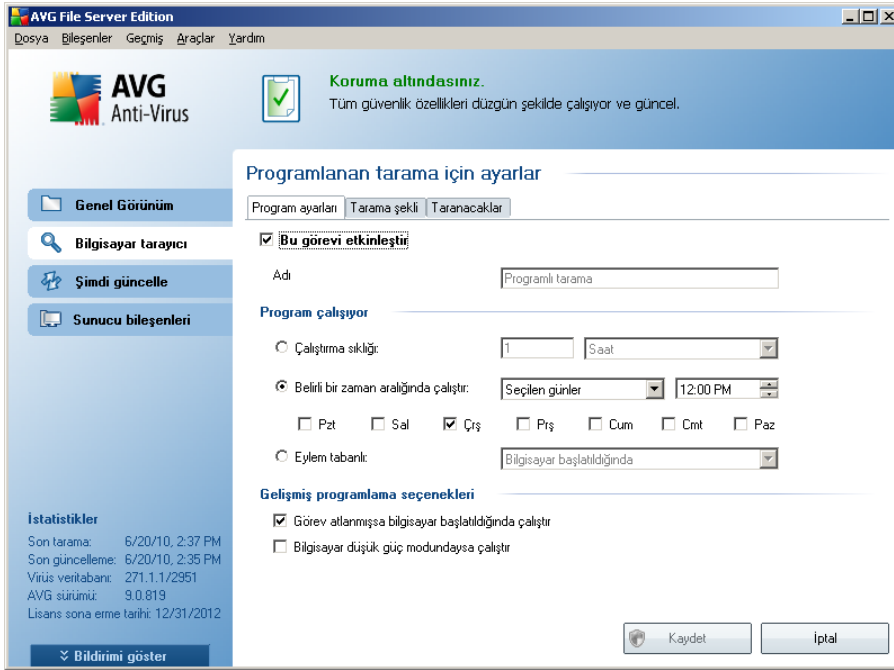 AVG File Server Edition
Dosya Bileşenler Geçmiş Araçlar Yardım
AVG
Anti-Virus
Koruma altındasınız.
Tüm güvenlik özellikleri düzgün şekilde çalışıyor ve güncel.
Genel Görünüm
Bilgisayar tarayıcı
Şimdi güncelle
Sunucu bileşenleri
Programlanan tarama için ayarlar
Program ayarları Tarama şekli Taranacaklar
Bu görevi etkinleştir
Adı Programlı tarama
Program çalışıyor
Çalıştırma sıklığı: 1 Saat
Belirli bir zaman aralığında çalıştır: Seçilen günler 12:00 PM
Pzt Sal Çrş Prş Cum Cmt Paz
Eylem tabanlı: Bilgisayar başlatıldığında
Gelişmiş programlama seçenekleri
Görev atlanmışsa bilgisayar başlatıldığında çalıştır
Bilgisayar düşük güç modundaysa çalıştır
İstatistikler
Son tarama: 6/20/10, 2:37 PM
Son güncelleme: 6/20/10, 2:35 PM
Virüs veritabanı: 271.1.1/2951
AVG sürümü: 9.0.819
Lisans sona erme tarihi: 12/31/2012
Bildirimi göster
Kaydet İptal